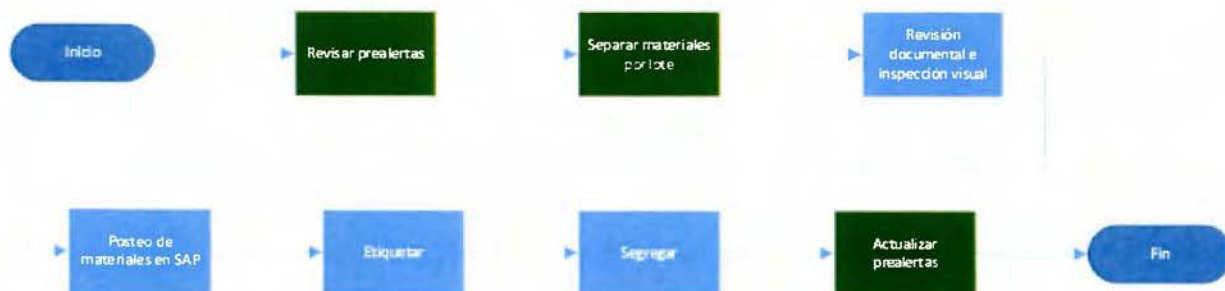 Inicio
Revisar prealertas
Separar materiales
por lote
Revisión
documental e
inspección visual
Posteo de
materiales en SAP
Etiquetar
Segregar
Actualizar
prealertas
Fin